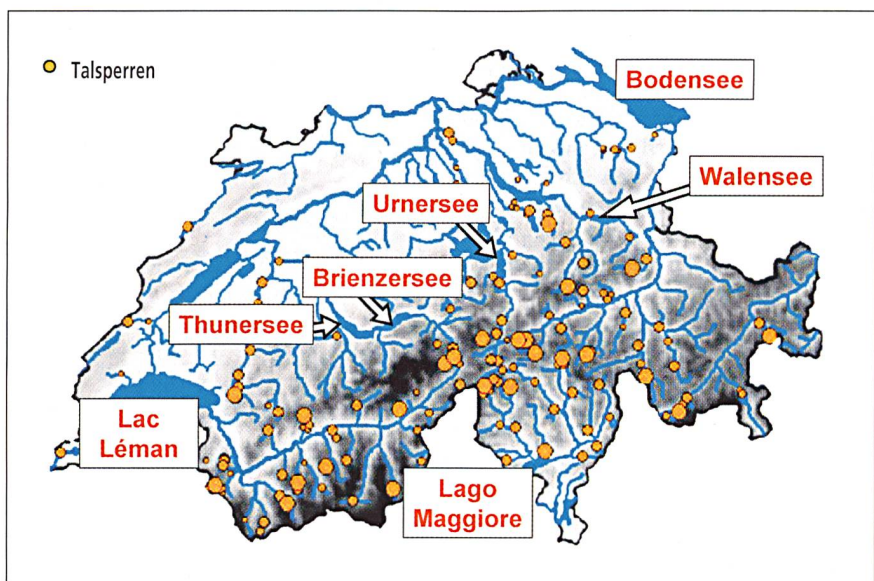 Talsperren
Bodensee
Walensee
Urnersee
Brienzersee
Thunersee
Lac
Léman
Lago
Maggiore